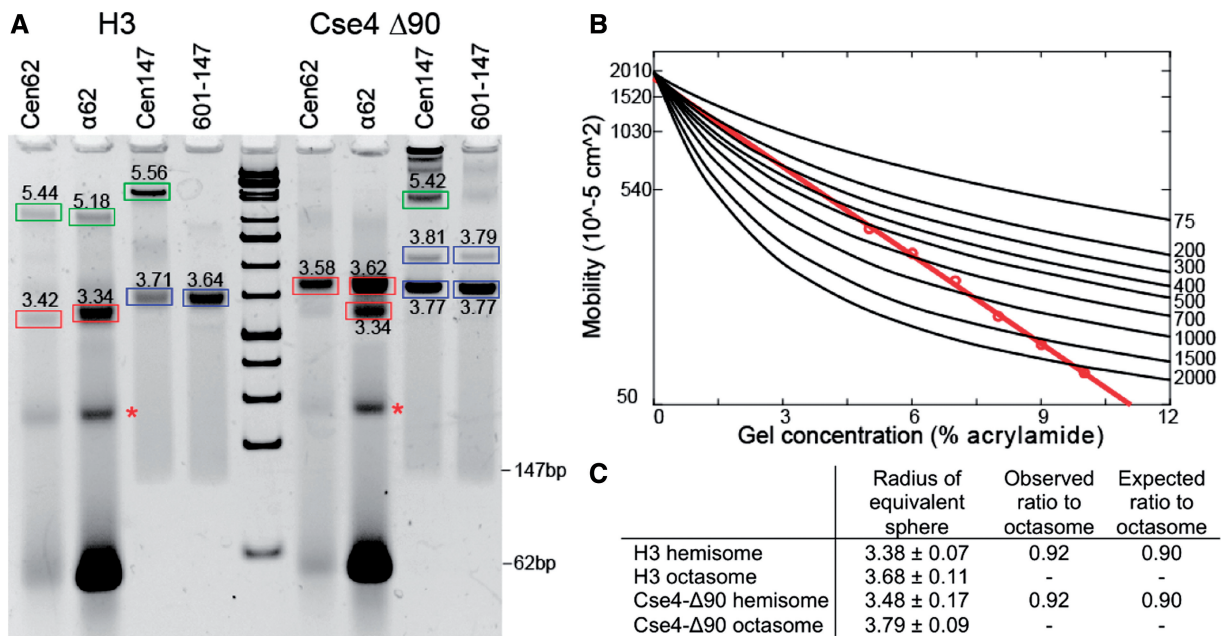 A
H3
Cse4 Δ90
Cen62
α62
Cen147
601-147
Cen62
α62
Cen147
601-147
5.44
5.18
5.56
3.42
3.34
3.71
3.64
*
5.42
3.81
3.79
3.58
3.62
3.34
3.77
3.77
*
147bp
62bp
B
Mobility (10^-5 cm^2)
2010
1520
1030
540
50
0
3
6
9
12
Gel concentration (% acrylamide)
75
200
300
400
500
700
1000
1500
2000
C
Radius of equivalent sphere
Observed ratio to octasome
Expected ratio to octasome
H3 hemisome 3.38 ± 0.07 0.92 0.90
H3 octasome 3.68 ± 0.11 - -
Cse4-Δ90 hemisome 3.48 ± 0.17 0.92 0.90
Cse4-Δ90 octasome 3.79 ± 0.09 - -